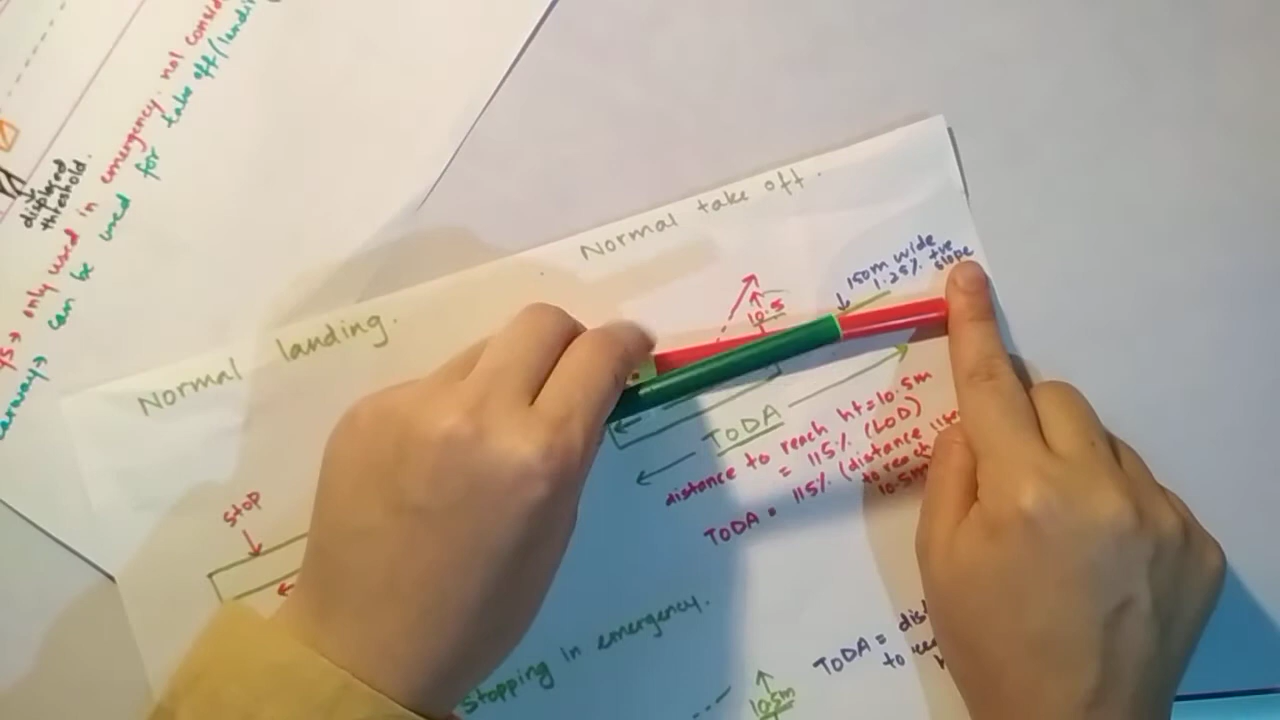 only used in emergency. not consid
can be used for take off/landi
displaced
threshold.
Normal take off.
150m wide
1.25% +ve
slope
10.5
Normal landing.
TODA
distance to reach ht=10.5m
= 115% (LOD)
TODA = 115% (distance
to reach
10.5m
stop
Stopping in emergency.
TODA = dis
to
10.5m